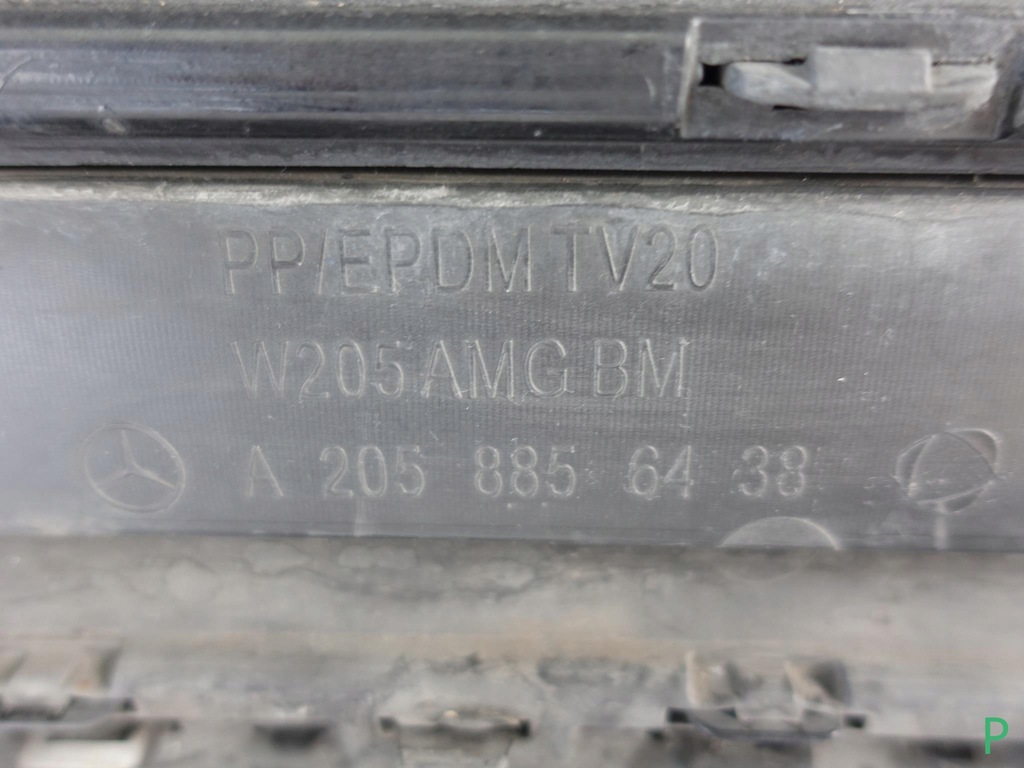 PP/EPDM TV20
W205 AMG BM
A 205 885 64 38
P